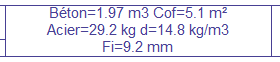 Béton=1.97 m3 Cof=5.1 m²
Acier=29.2 kg d=14.8 kg/m3
Fi=9.2 mm